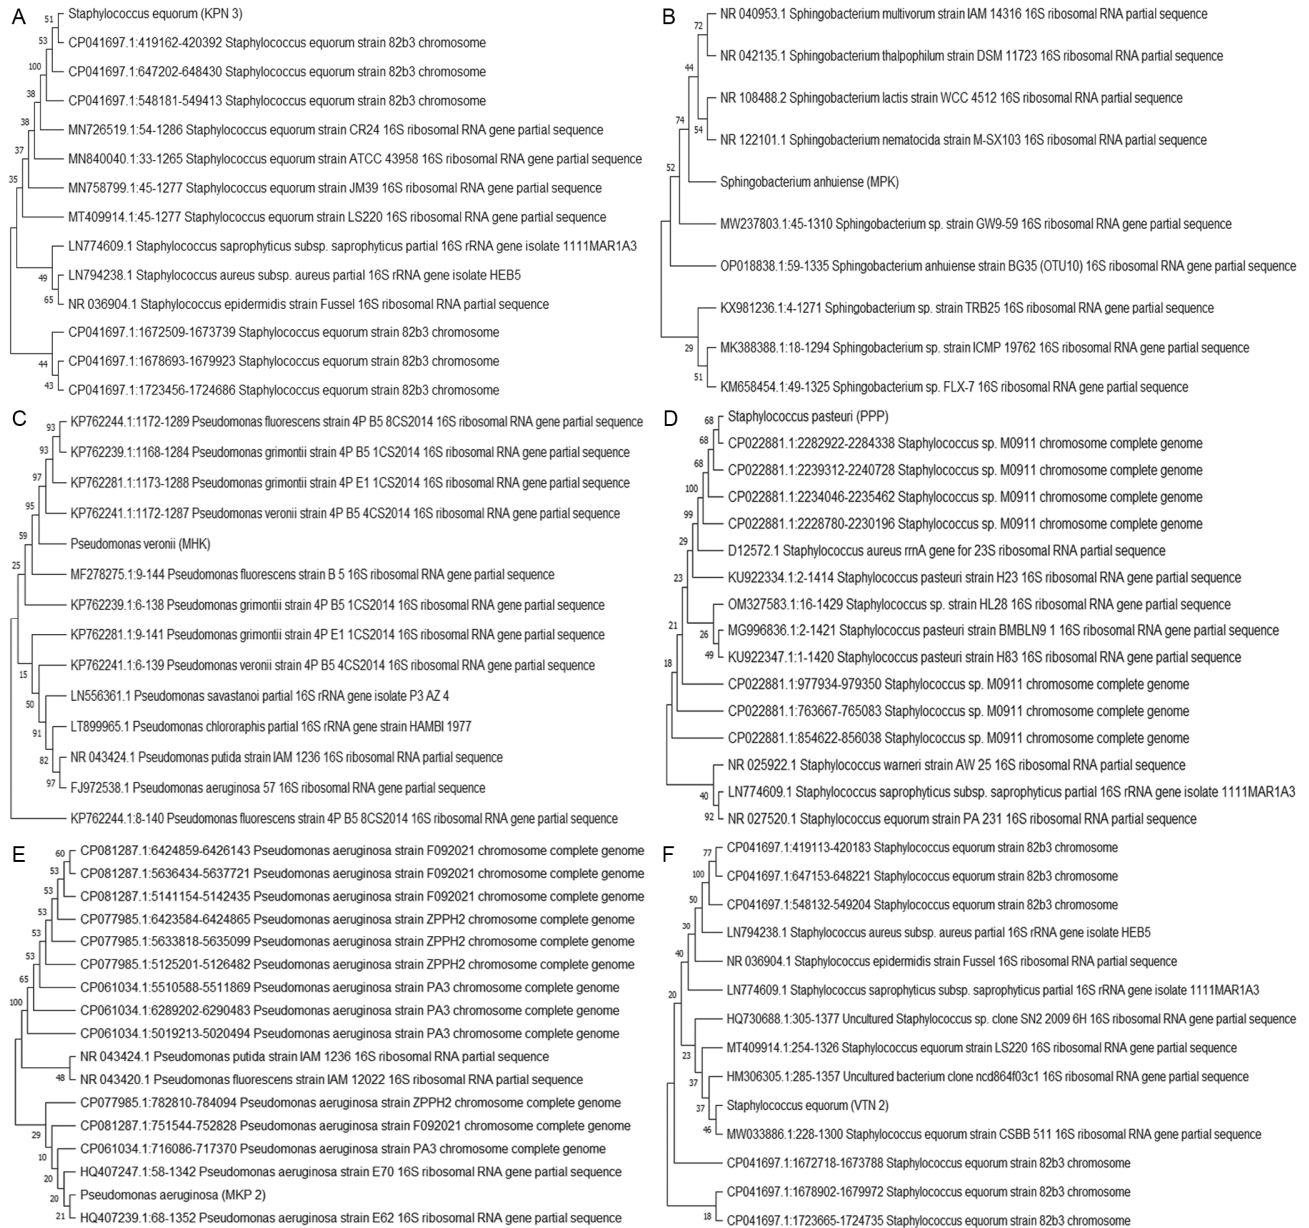 A
Staphylococcus equorum (KPN 3)
CP041697.1:419162-420392 Staphylococcus equorum strain 82b3 chromosome
CP041697.1:647202-648430 Staphylococcus equorum strain 82b3 chromosome
CP041697.1:548181-549413 Staphylococcus equorum strain 82b3 chromosome
MN726519.1:54-1286 Staphylococcus equorum strain CR24 16S ribosomal RNA gene partial sequence
MN840040.1:33-1265 Staphylococcus equorum strain ATCC 43958 16S ribosomal RNA gene partial sequence
MN758799.1:45-1277 Staphylococcus equorum strain JM39 16S ribosomal RNA gene partial sequence
MT409914.1:45-1277 Staphylococcus equorum strain LS220 16S ribosomal RNA gene partial sequence
LN774609.1 Staphylococcus saprophyticus subsp. saprophyticus partial 16S rRNA gene isolate 1111MAR1A3
LN794238.1 Staphylococcus aureus subsp. aureus partial 16S rRNA gene isolate HEB5
NR 036904.1 Staphylococcus epidermidis strain Fussel 16S ribosomal RNA partial sequence
CP041697.1:1672509-1673739 Staphylococcus equorum strain 82b3 chromosome
CP041697.1:1678693-1679923 Staphylococcus equorum strain 82b3 chromosome
CP041697.1:1723456-1724686 Staphylococcus equorum strain 82b3 chromosome
51
53
100
38
38
37
35
49
65
44
43
B
NR 040953.1 Sphingobacterium multivorum strain IAM 14316 16S ribosomal RNA partial sequence
NR 042135.1 Sphingobacterium thalpophilum strain DSM 11723 16S ribosomal RNA partial sequence
NR 108488.2 Sphingobacterium lactis strain WCC 4512 16S ribosomal RNA partial sequence
NR 122101.1 Sphingobacterium nematocida strain M-SX103 16S ribosomal RNA partial sequence
Sphingobacterium anhuiense (MPK)
MW237803.1:45-1310 Sphingobacterium sp. strain GW9-59 16S ribosomal RNA gene partial sequence
OP018838.1:59-1335 Sphingobacterium anhuiense strain BG35 (OTU10) 16S ribosomal RNA gene partial sequence
KX981236.1:4-1271 Sphingobacterium sp. strain TRB25 16S ribosomal RNA gene partial sequence
MK388388.1:18-1294 Sphingobacterium sp. strain ICMP 19762 16S ribosomal RNA gene partial sequence
KM658454.1:49-1325 Sphingobacterium sp. FLX-7 16S ribosomal RNA gene partial sequence
72
44
54
74
52
29
51
C
KP762244.1:1172-1289 Pseudomonas fluorescens strain 4P B5 8CS2014 16S ribosomal RNA gene partial sequence
KP762239.1:1168-1284 Pseudomonas grimontii strain 4P B5 1CS2014 16S ribosomal RNA gene partial sequence
KP762281.1:1173-1288 Pseudomonas grimontii strain 4P E1 1CS2014 16S ribosomal RNA gene partial sequence
KP762241.1:1172-1287 Pseudomonas veronii strain 4P B5 4CS2014 16S ribosomal RNA gene partial sequence
Pseudomonas veronii (MHK)
MF278275.1:9-144 Pseudomonas fluorescens strain B 5 16S ribosomal RNA gene partial sequence
KP762239.1:6-138 Pseudomonas grimontii strain 4P B5 1CS2014 16S ribosomal RNA gene partial sequence
KP762281.1:9-141 Pseudomonas grimontii strain 4P E1 1CS2014 16S ribosomal RNA gene partial sequence
KP762241.1:6-139 Pseudomonas veronii strain 4P B5 4CS2014 16S ribosomal RNA gene partial sequence
LN556361.1 Pseudomonas savastanoi partial 16S rRNA gene isolate P3 AZ 4
LT899965.1 Pseudomonas chlororaphis partial 16S rRNA gene strain HAMBI 1977
NR 043424.1 Pseudomonas putida strain IAM 1236 16S ribosomal RNA partial sequence
FJ972538.1 Pseudomonas aeruginosa 57 16S ribosomal RNA gene partial sequence
KP762244.1:8-140 Pseudomonas fluorescens strain 4P B5 8CS2014 16S ribosomal RNA gene partial sequence
93
93
97
95
59
25
15
50
91
82
97
D
Staphylococcus pasteuri (PPP)
CP022881.1:2282922-2284338 Staphylococcus sp. M0911 chromosome complete genome
CP022881.1:2239312-2240728 Staphylococcus sp. M0911 chromosome complete genome
CP022881.1:2234046-2235462 Staphylococcus sp. M0911 chromosome complete genome
CP022881.1:2228780-2230196 Staphylococcus sp. M0911 chromosome complete genome
D12572.1 Staphylococcus aureus rrnA gene for 23S ribosomal RNA partial sequence
KU922334.1:2-1414 Staphylococcus pasteuri strain H23 16S ribosomal RNA gene partial sequence
OM327583.1:16-1429 Staphylococcus sp. strain HL28 16S ribosomal RNA gene partial sequence
MG996836.1:2-1421 Staphylococcus pasteuri strain BMBLN9 1 16S ribosomal RNA gene partial sequence
KU922347.1:1-1420 Staphylococcus pasteuri strain H83 16S ribosomal RNA gene partial sequence
CP022881.1:977934-979350 Staphylococcus sp. M0911 chromosome complete genome
CP022881.1:763667-765083 Staphylococcus sp. M0911 chromosome complete genome
CP022881.1:854622-856038 Staphylococcus sp. M0911 chromosome complete genome
NR 025922.1 Staphylococcus warneri strain AW 25 16S ribosomal RNA partial sequence
LN774609.1 Staphylococcus saprophyticus subsp. saprophyticus partial 16S rRNA gene isolate 1111MAR1A3
NR 027520.1 Staphylococcus equorum strain PA 231 16S ribosomal RNA partial sequence
68
68
68
100
99
29
23
21
26
49
18
40
92
E
CP081287.1:6424859-6426143 Pseudomonas aeruginosa strain F092021 chromosome complete genome
CP081287.1:5636434-5637721 Pseudomonas aeruginosa strain F092021 chromosome complete genome
CP081287.1:5141154-5142435 Pseudomonas aeruginosa strain F092021 chromosome complete genome
CP077985.1:6423584-6424865 Pseudomonas aeruginosa strain ZPPH2 chromosome complete genome
CP077985.1:5633818-5635099 Pseudomonas aeruginosa strain ZPPH2 chromosome complete genome
CP077985.1:5125201-5126482 Pseudomonas aeruginosa strain ZPPH2 chromosome complete genome
CP061034.1:5510588-5511869 Pseudomonas aeruginosa strain PA3 chromosome complete genome
CP061034.1:6289202-6290483 Pseudomonas aeruginosa strain PA3 chromosome complete genome
CP061034.1:5019213-5020494 Pseudomonas aeruginosa strain PA3 chromosome complete genome
NR 043424.1 Pseudomonas putida strain IAM 1236 16S ribosomal RNA partial sequence
NR 043420.1 Pseudomonas fluorescens strain IAM 12022 16S ribosomal RNA partial sequence
CP077985.1:782810-784094 Pseudomonas aeruginosa strain ZPPH2 chromosome complete genome
CP081287.1:751544-752828 Pseudomonas aeruginosa strain F092021 chromosome complete genome
CP061034.1:716086-717370 Pseudomonas aeruginosa strain PA3 chromosome complete genome
HQ407247.1:58-1342 Pseudomonas aeruginosa strain E70 16S ribosomal RNA gene partial sequence
Pseudomonas aeruginosa (MKP 2)
HQ407239.1:68-1352 Pseudomonas aeruginosa strain E62 16S ribosomal RNA gene partial sequence
60
53
53
53
53
53
65
100
48
29
10
20
20
21
F
CP041697.1:419113-420183 Staphylococcus equorum strain 82b3 chromosome
CP041697.1:647153-648221 Staphylococcus equorum strain 82b3 chromosome
CP041697.1:548132-549204 Staphylococcus equorum strain 82b3 chromosome
LN794238.1 Staphylococcus aureus subsp. aureus partial 16S rRNA gene isolate HEB5
NR 036904.1 Staphylococcus epidermidis strain Fussel 16S ribosomal RNA partial sequence
LN774609.1 Staphylococcus saprophyticus subsp. saprophyticus partial 16S rRNA gene isolate 1111MAR1A3
HQ730688.1:305-1377 Uncultured Staphylococcus sp. clone SN2 2009 6H 16S ribosomal RNA gene partial sequence
MT409914.1:254-1326 Staphylococcus equorum strain LS220 16S ribosomal RNA gene partial sequence
HM306305.1:285-1357 Uncultured bacterium clone ncd864f03c1 16S ribosomal RNA gene partial sequence
Staphylococcus equorum (VTN 2)
MW033886.1:228-1300 Staphylococcus equorum strain CSBB 511 16S ribosomal RNA gene partial sequence
CP041697.1:1672718-1673788 Staphylococcus equorum strain 82b3 chromosome
CP041697.1:1678902-1679972 Staphylococcus equorum strain 82b3 chromosome
CP041697.1:1723665-1724735 Staphylococcus equorum strain 82b3 chromosome
77
100
50
30
40
20
23
37
37
46
18